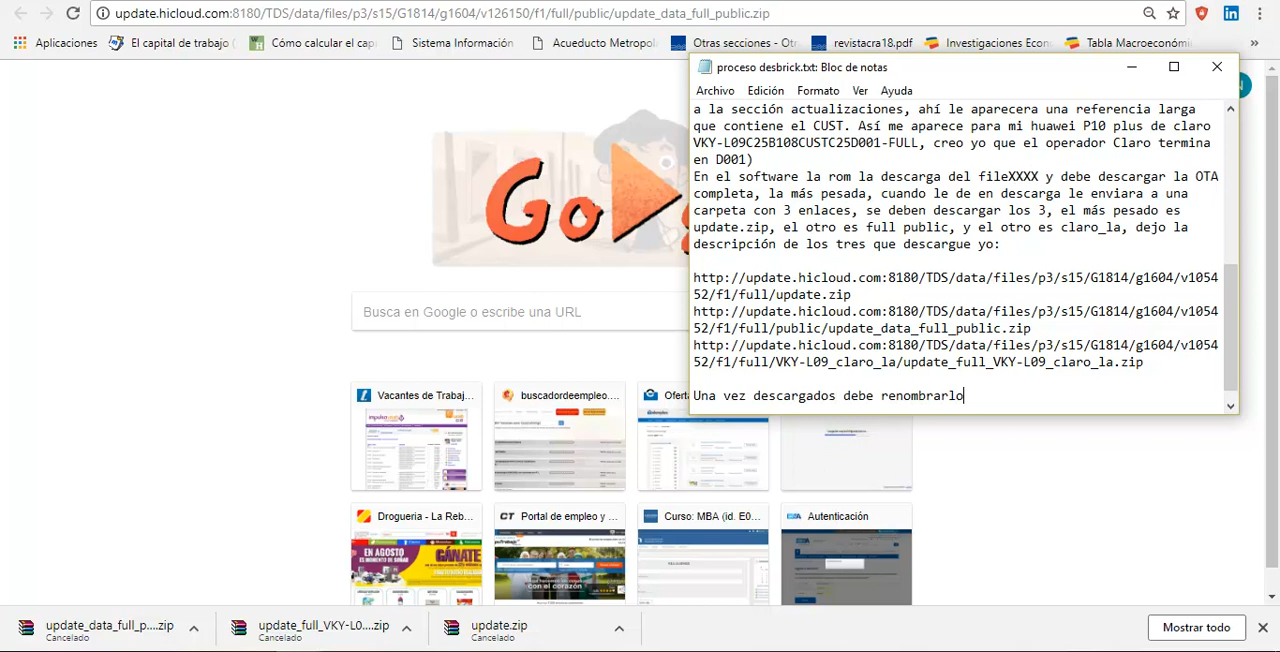 update.hicloud.com:8180/TDS/data/files/p3/s15/G1814/g1604/v126150/f1/full/public/update_data_full_public.zip
Aplicaciones
El capital de trabajo (
Cómo calcular el capi
Sistema Información
Acueducto Metropol
Otras secciones - Otr
revistacra18.pdf
Investigaciones Econ
Tabla Macroeconómi
»
proceso desbrick.txt: Bloc de notas
Archivo Edición Formato Ver Ayuda
a la sección actualizaciones, ahí le aparecera una referencia larga
que contiene el CUST. Así me aparece para mi huawei P10 plus de claro
VKY-L09C25B108CUSTC25D001-FULL, creo yo que el operador Claro termina
en D001)
En el software la rom la descarga del fileXXXX y debe descargar la OTA
completa, la más pesada, cuando le de en descarga le enviara a una
carpeta con 3 enlaces, se deben descargar los 3, el más pesado es
update.zip, el otro es full public, y el otro es claro_la, dejo la
descripción de los tres que descargue yo:
http://update.hicloud.com:8180/TDS/data/files/p3/s15/G1814/g1604/v1054
52/f1/full/update.zip
http://update.hicloud.com:8180/TDS/data/files/p3/s15/G1814/g1604/v1054
52/f1/full/public/update_data_full_public.zip
http://update.hicloud.com:8180/TDS/data/files/p3/s15/G1814/g1604/v1054
52/f1/full/VKY-L09_claro_la/update_full_VKY-L09_claro_la.zip
Una vez descargados debe renombrarlo
Go
Busca en Google o escribe una URL
Vacantes de Trabaj...
buscadordeempleo....
Oferta
Drogueria - La Reb...
Portal de empleo y ...
Curso: MBA (id. E0...
Autenticación
EN AGOSTO
GÁNATE
update_data_full_p....zip
Cancelado
update_full_VKY-L0....zip
Cancelado
update.zip
Cancelado
Mostrar todo